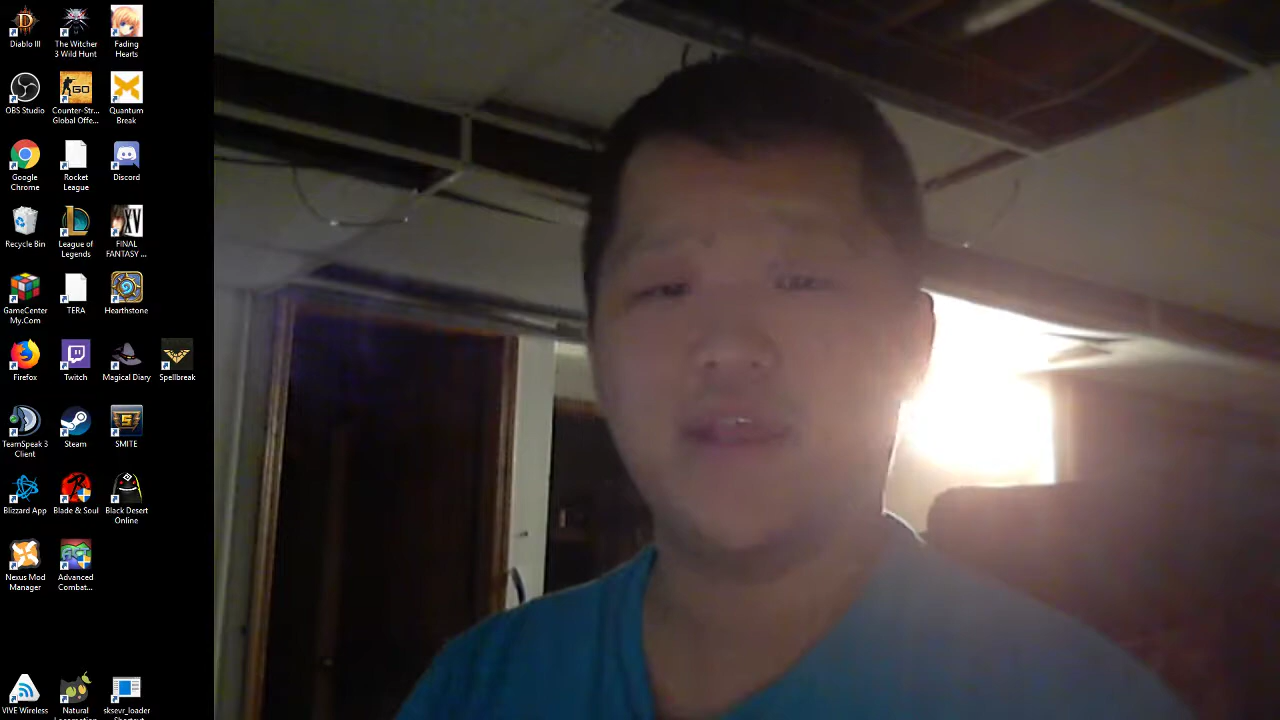 Diablo III
The Witcher
3 Wild Hunt
Fading
Hearts
OBS Studio
Counter-Str...
Global Offe...
Quantum
Break
Google
Chrome
Rocket
League
Discord
Recycle Bin
League of
Legends
FINAL
FANTASY ...
GameCenter
My.Com
TERA
Hearthstone
Firefox
Twitch
Magical Diary
Spellbreak
TeamSpeak 3
Client
Steam
SMITE
Blizzard App
Blade & Soul
Black Desert
Online
Nexus Mod
Manager
Advanced
Combat...
VIVE Wireless
Natural
Locomotion
sksevr_loader
Shortcut